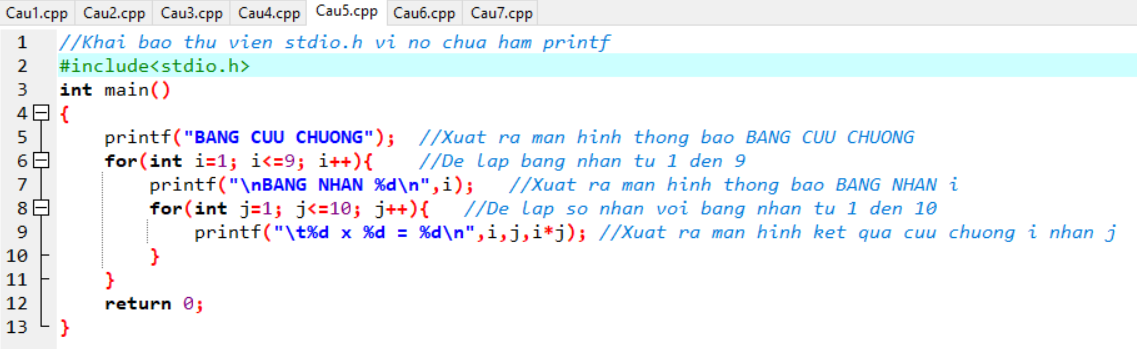 Cau1.cpp Cau2.cpp Cau3.cpp Cau4.cpp Cau5.cpp Cau6.cpp Cau7.cpp
1 //Khai bao thu vien stdio.h vi no chua ham printf
2 #include<stdio.h>
3 int main()
4 {
5 printf("BANG CUU CHUONG"); //Xuat ra man hinh thong bao BANG CUU CHUONG
6 for(int i=1; i<=9; i++){ //De lap bang nhan tu 1 den 9
7 printf("\nBANG NHAN %d\n",i); //Xuat ra man hinh thong bao BANG NHAN i
8 for(int j=1; j<=10; j++){ //De lap so nhan voi bang nhan tu 1 den 10
9 printf("\t%d x %d = %d\n",i,j,i*j); //Xuat ra man hinh ket qua cuu chuong i nhan j
10 }
11 }
12 return 0;
13 }